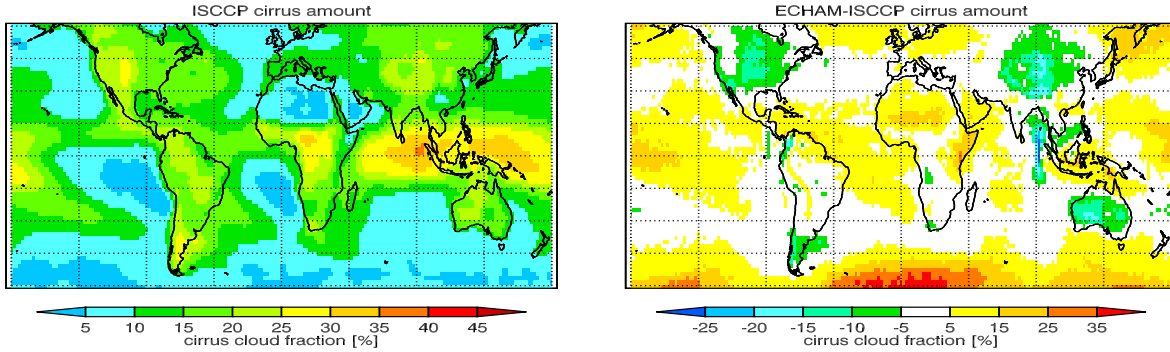 ISCCP cirrus amount
5 10 15 20 25 30 35 40 45
cirrus cloud fraction [%]
ECHAM-ISCCP cirrus amount
-25 -20 -15 -10 -5 5 15 25 35
cirrus cloud fraction [%]